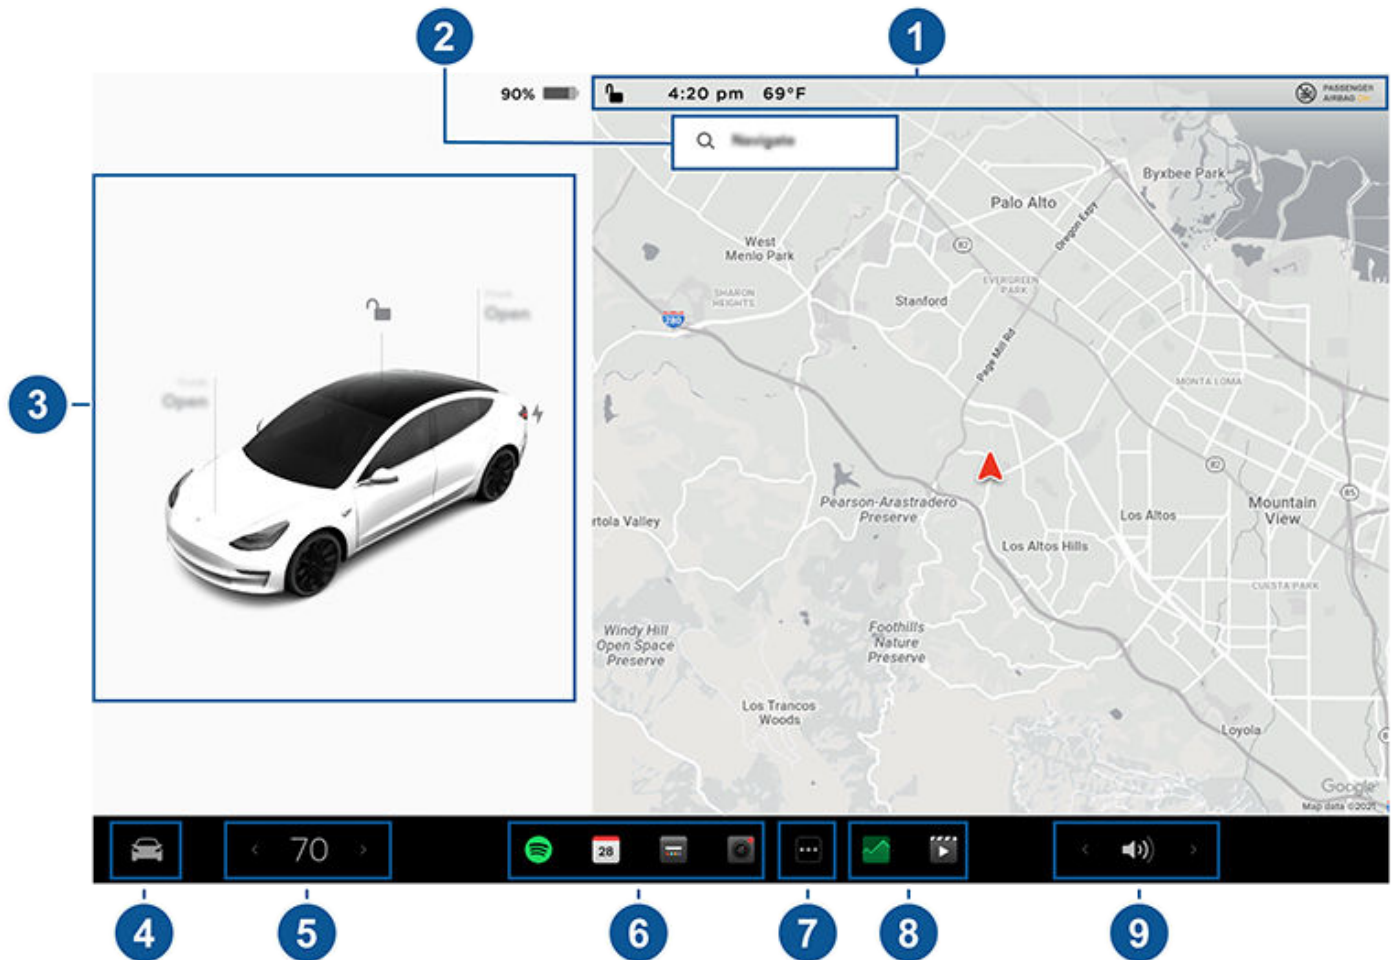 2
1
90%
4:20 pm 69°F
PASSENGER
AIRBAG
Navigate
Byxbee Park
Palo Alto
Oregon Expy
West
Menlo Park
82
EVERGREEN
PARK
SHARON
HEIGHTS
Stanford
280
Page Mill Rd
Open
Open
MONTA LOMA
3
82
85
Pearson-Arastradero
Preserve
Mountain
View
rtola Valley
Los Altos
Los Altos Hills
CUESTA PARK
Windy Hill
Open Space
Preserve
Foothills
Nature
Preserve
Los Trancos
Woods
Loyola
Google
Map data ©2021
70
28
4
5
6
7
8
9